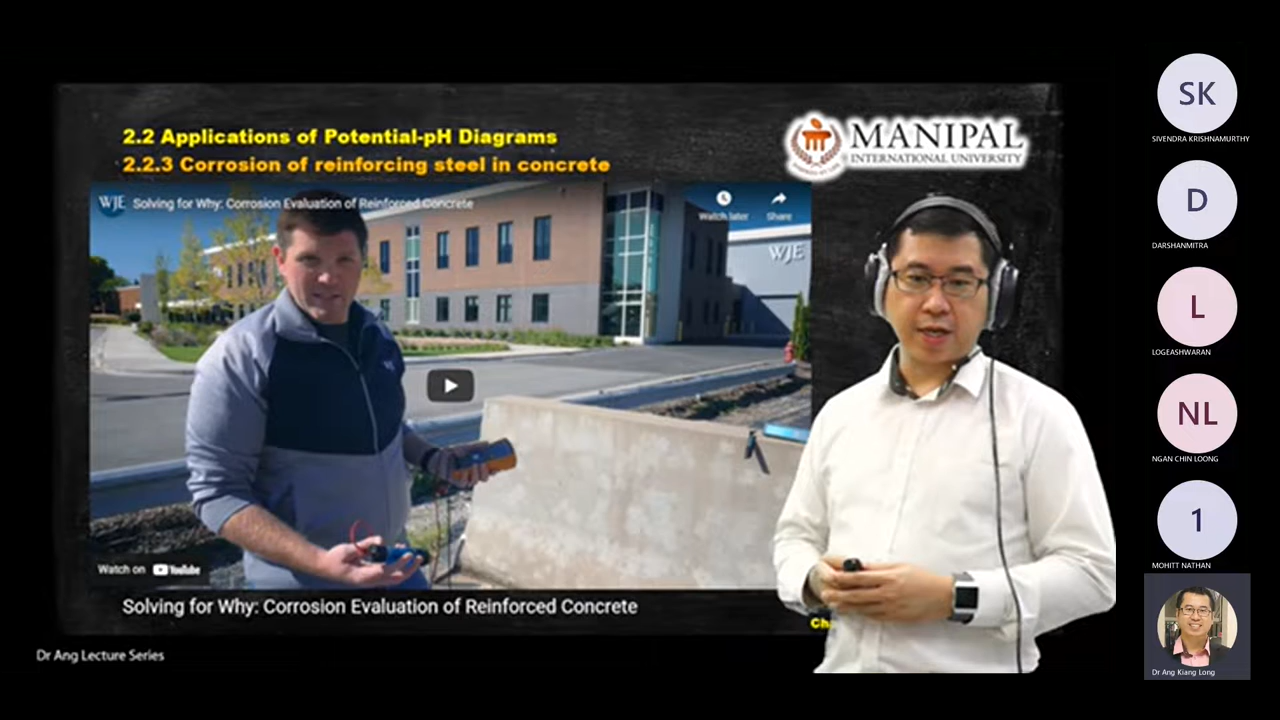 2.2 Applications of Potential-pH Diagrams
2.2.3 Corrosion of reinforcing steel in concrete
MANIPAL
INTERNATIONAL UNIVERSITY
WJE
Solving for Why: Corrosion Evaluation of Reinforced Concrete
Watch later
Share
WJE
Watch on YouTube
Solving for Why: Corrosion Evaluation of Reinforced Concrete
Dr Ang Lecture Series
SK
SIVENDRA KRISHNAMURTHY
D
DARSHANMITRA
L
LOGEASHWARAN
NL
NGAN CHIN LOONG
1
MOHITT NATHAN
Dr Ang Kiang Long